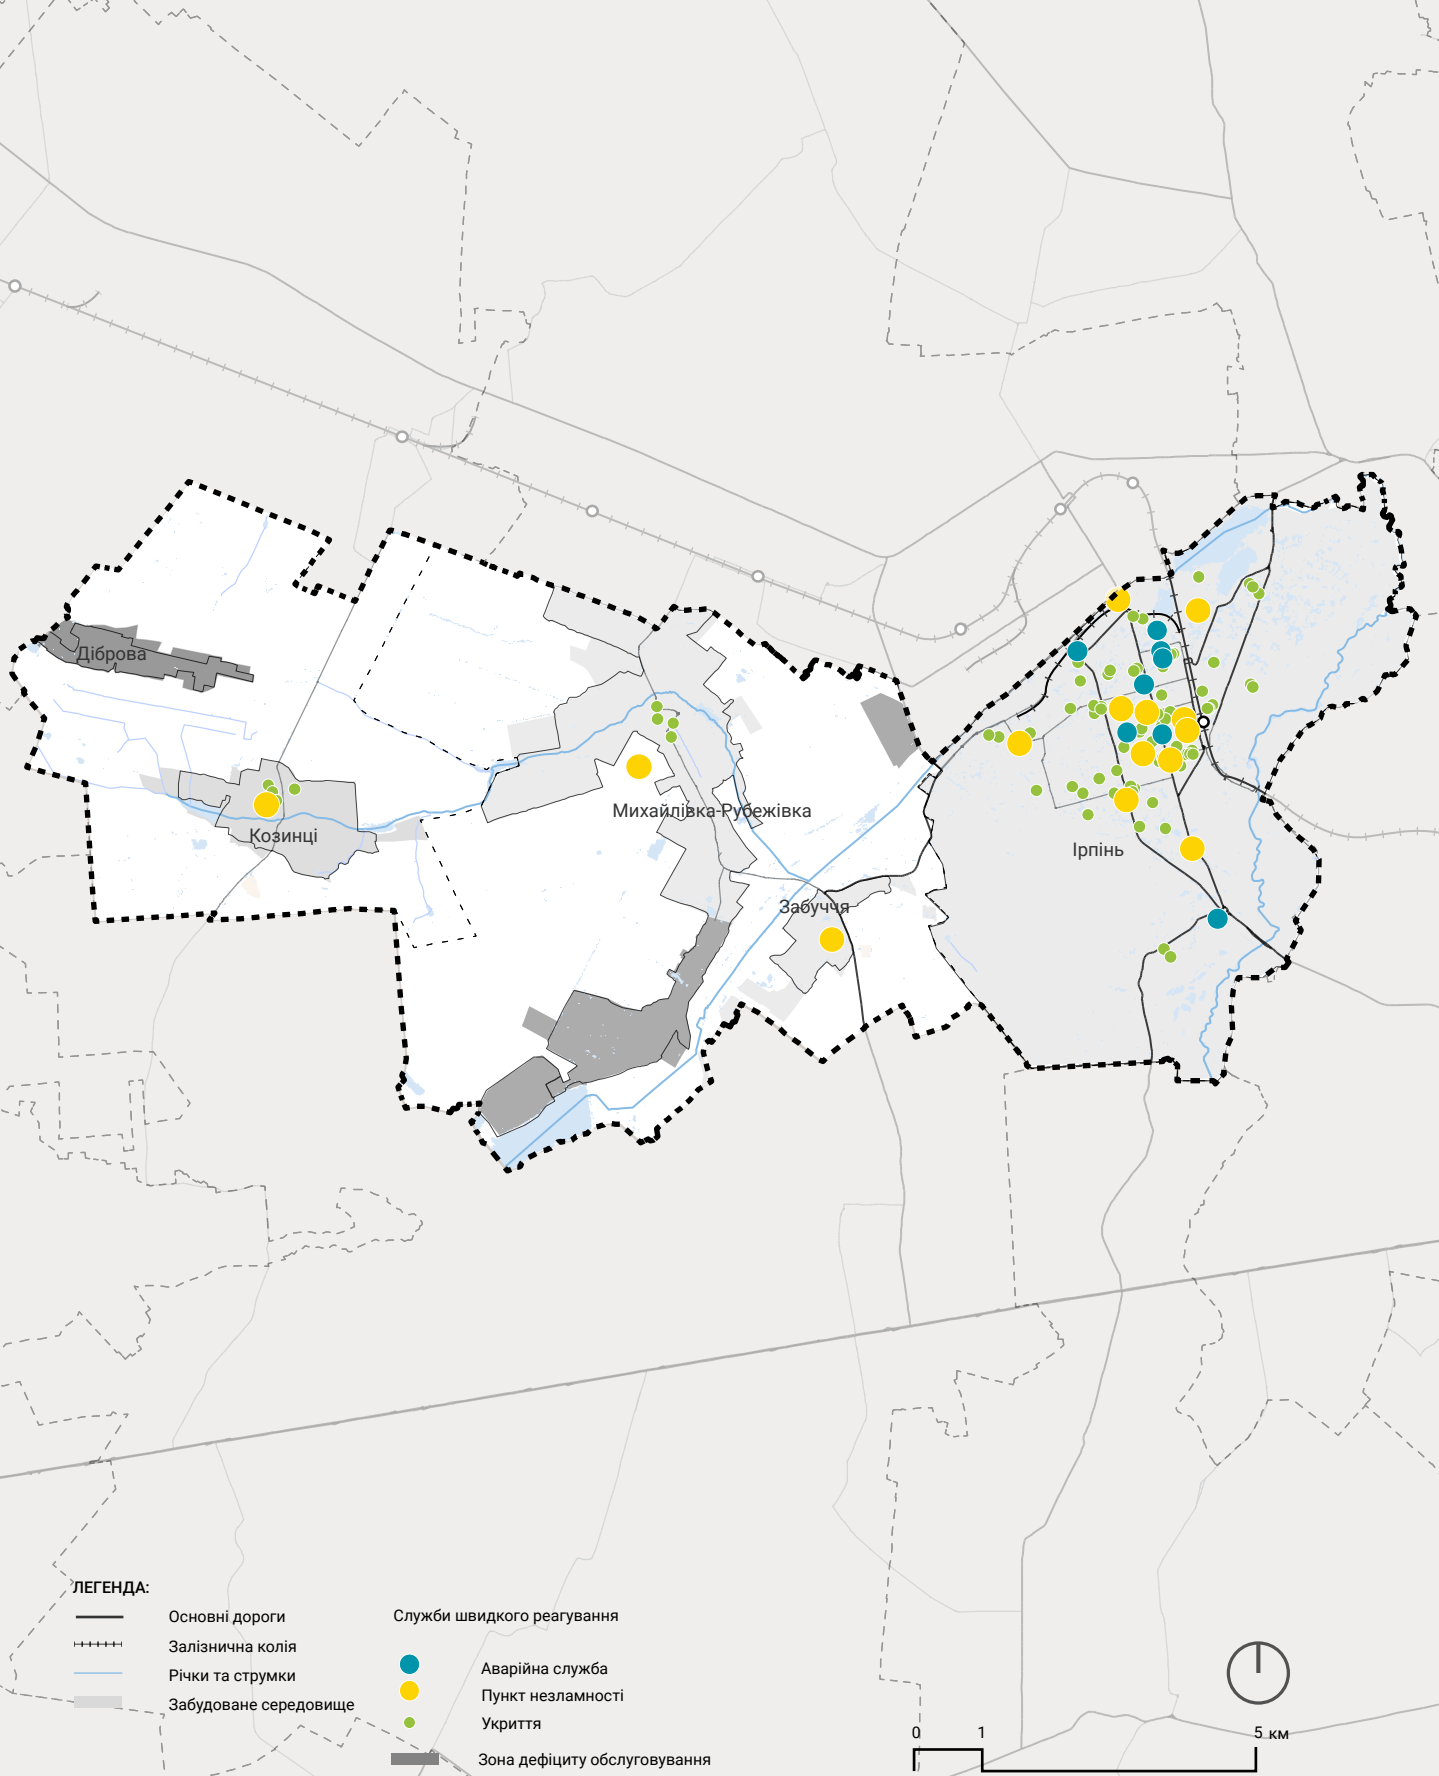 Діброва
Козинці
Михайлівка-Рубежівка
Забуччя
Ірпінь
ЛЕГЕНДА:
Основні дороги
Залізнична колія
Річки та струмки
Забудоване середовище
Служби швидкого реагування
Аварійна служба
Пункт незламності
Укриття
Зона дефіциту обслуговування
0 1 5 км